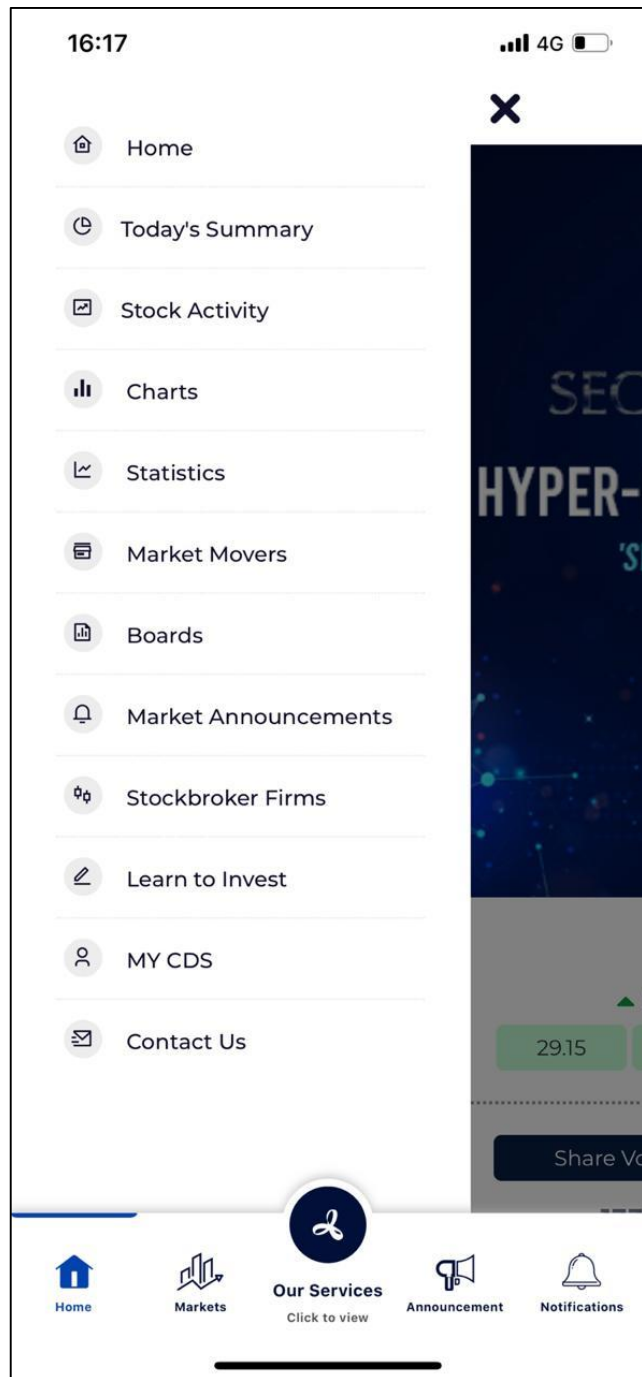 16:17
4G
Home
Today's Summary
Stock Activity
Charts
Statistics
Market Movers
Boards
Market Announcements
Stockbroker Firms
Learn to Invest
MY CDS
Contact Us
SEC
HYPER-
29.15
Share Vo
Home
Markets
Our Services
Click to view
Announcement
Notifications